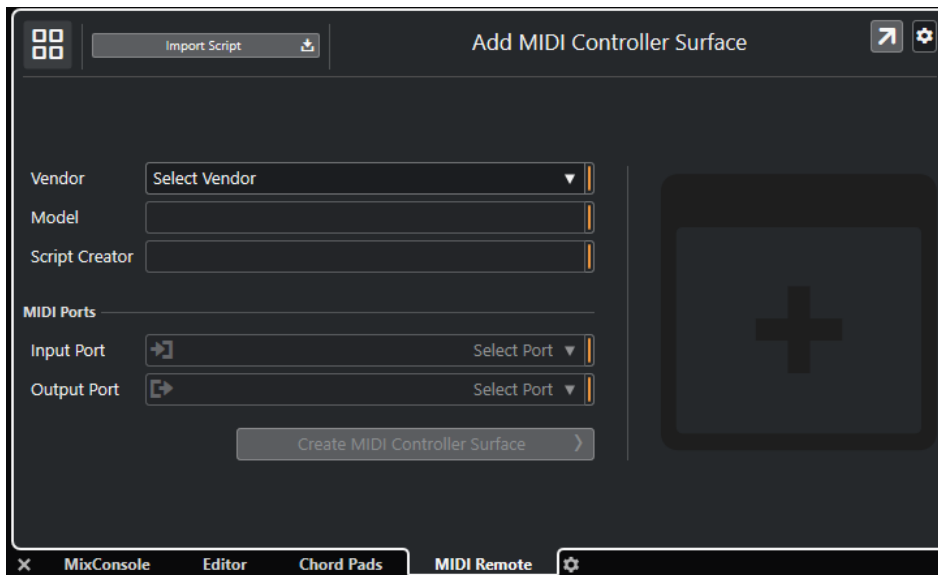 Import Script
Add MIDI Controller Surface
Vendor
Select Vendor
Model
Script Creator
MIDI Ports
Input Port
Select Port
Output Port
Select Port
Create MIDI Controller Surface
MixConsole
Editor
Chord Pads
MIDI Remote